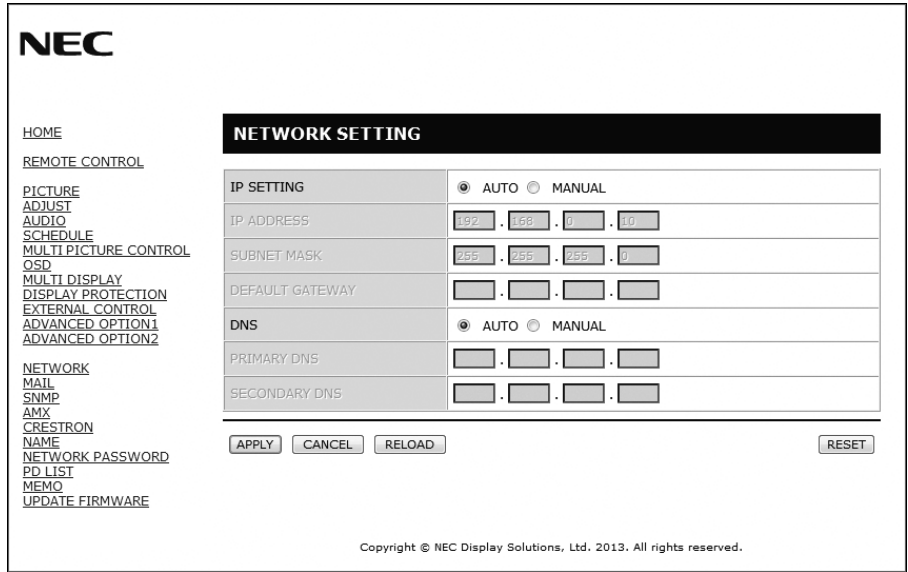 NEC
HOME
REMOTE CONTROL
PICTURE
ADJUST
AUDIO
SCHEDULE
MULTI PICTURE CONTROL
OSD
MULTI DISPLAY
DISPLAY PROTECTION
EXTERNAL CONTROL
ADVANCED OPTION1
ADVANCED OPTION2
NETWORK
MAIL
SNMP
AMX
CRESTRON
NAME
NETWORK PASSWORD
PD LIST
MEMO
UPDATE FIRMWARE
NETWORK SETTING
IP SETTING AUTO MANUAL
IP ADDRESS 192 . 168 . 0 . 10
SUBNET MASK 255 . 255 . 255 . 0
DEFAULT GATEWAY . . .
DNS AUTO MANUAL
PRIMARY DNS . . .
SECONDARY DNS . . .
APPLY CANCEL RELOAD RESET
Copyright © NEC Display Solutions, Ltd. 2013. All rights reserved.